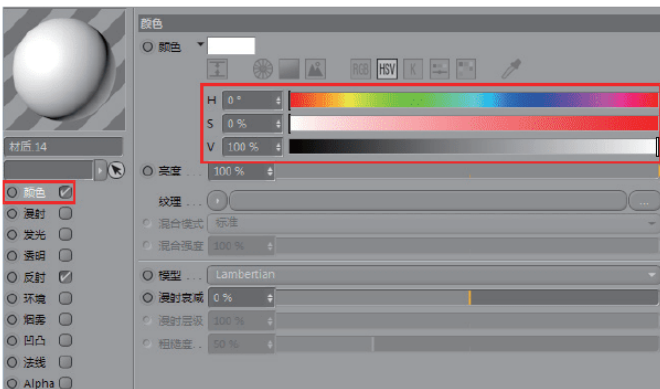 颜色
颜色
RGB HSV K
H 0°
S 0%
V 100%
材质.14
亮度 . . . 100%
纹理 . . . ...
混合模式 标准
混合强度 100%
模型 . . . Lambertian
漫射衰减 0%
漫射层级 100%
粗糙度. . 50%
颜色
漫射
发光
透明
反射
环境
烟雾
凹凸
法线
Alpha